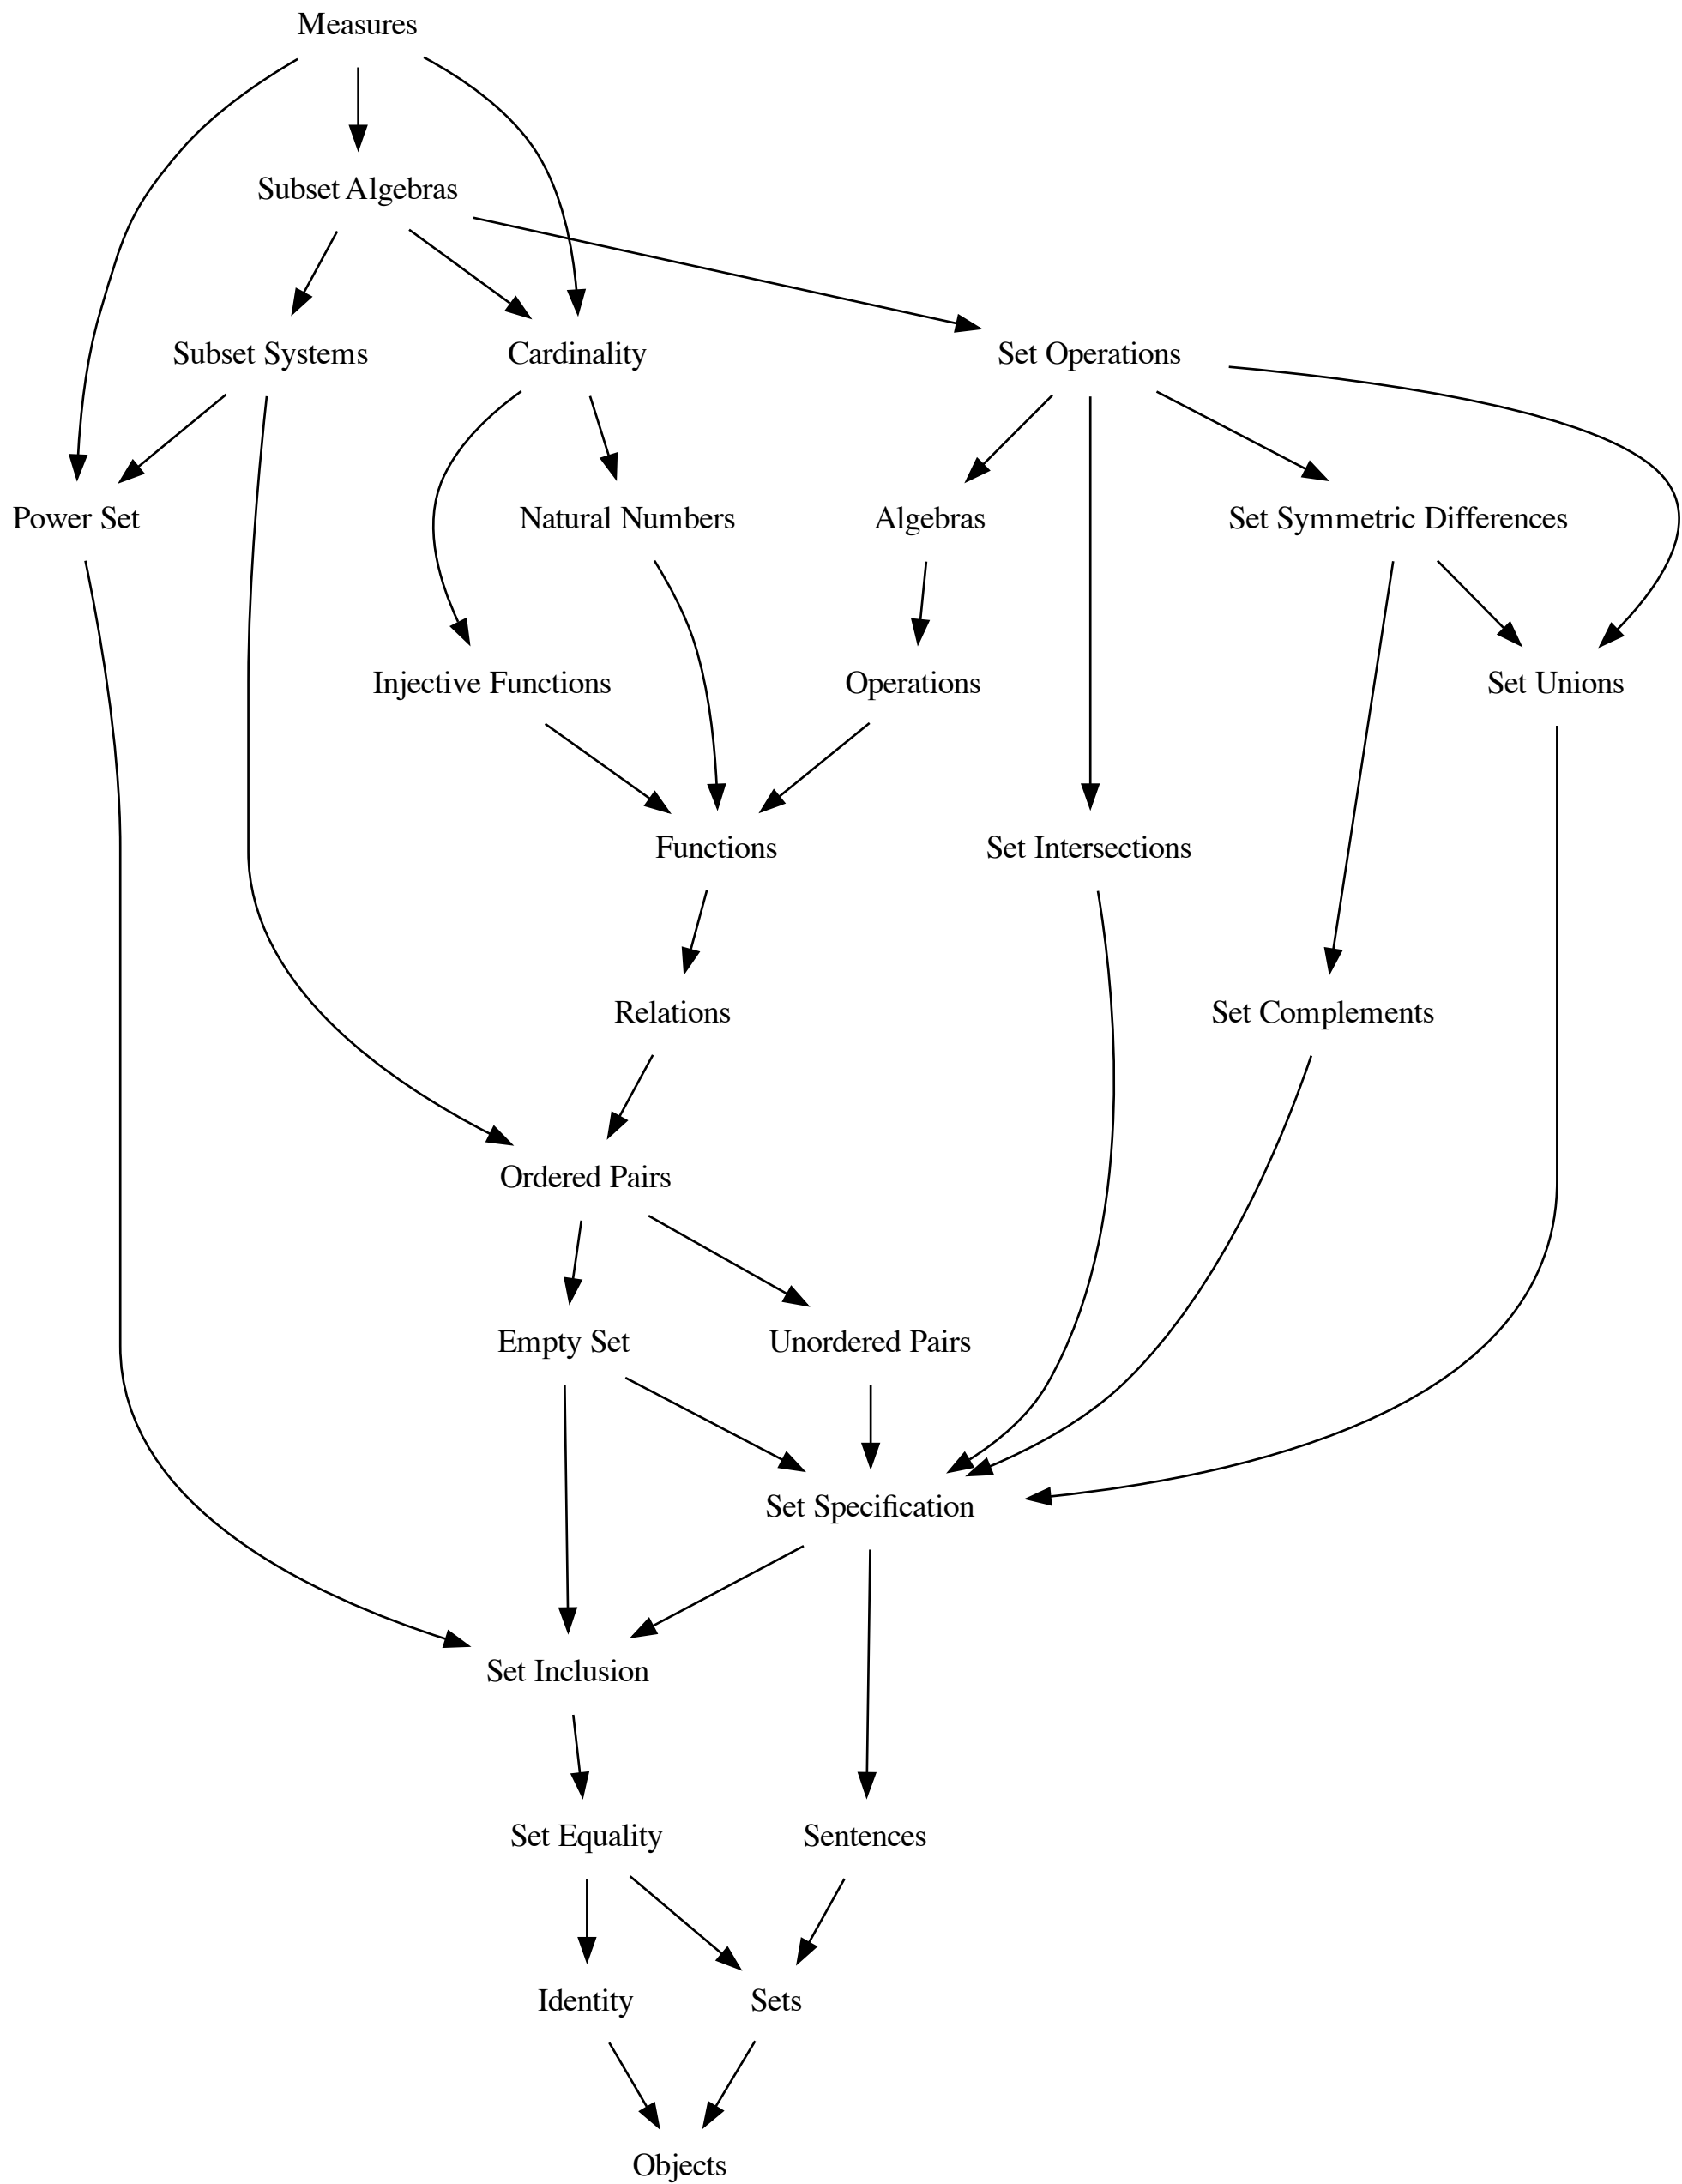 Measures
Subset Algebras
Subset Systems
Cardinality
Set Operations
Power Set
Natural Numbers
Algebras
Set Symmetric Differences
Injective Functions
Operations
Set Unions
Functions
Set Intersections
Relations
Set Complements
Ordered Pairs
Empty Set
Unordered Pairs
Set Specification
Set Inclusion
Set Equality
Sentences
Identity
Sets
Objects